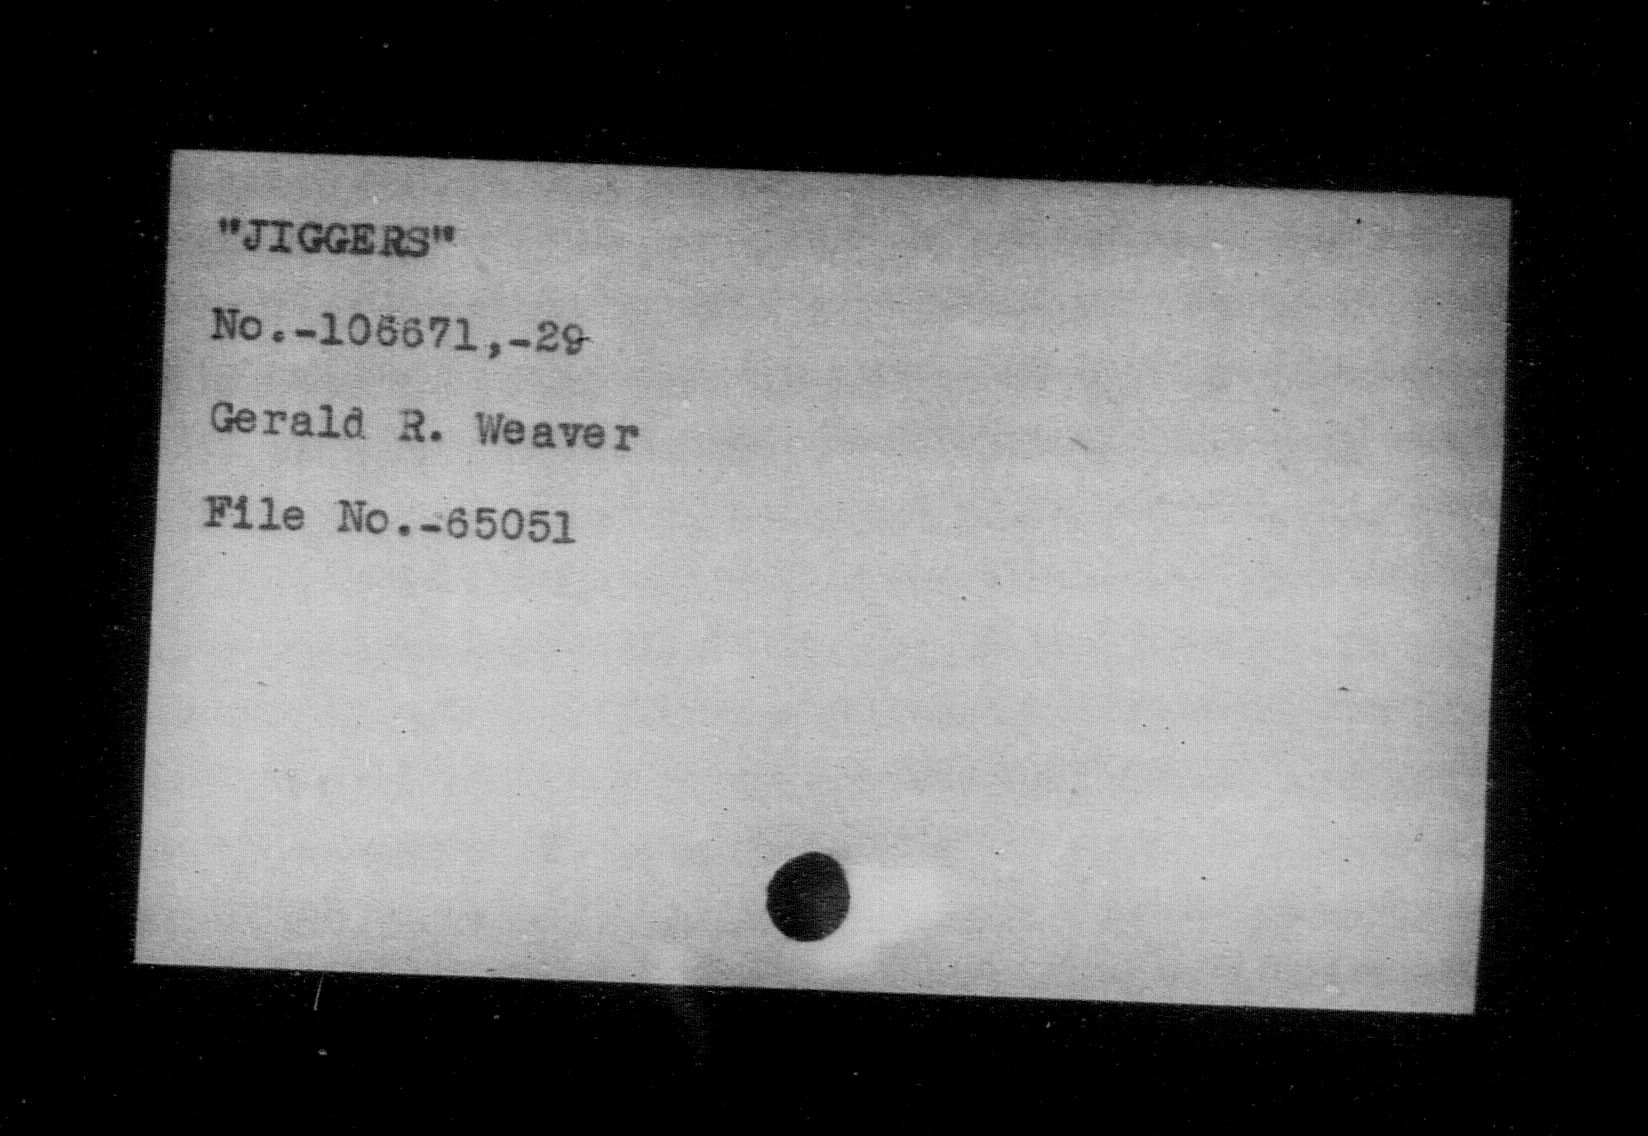 "JIGGERS"
No.-106671,-29
Gerald R. Weaver
File No.-65051